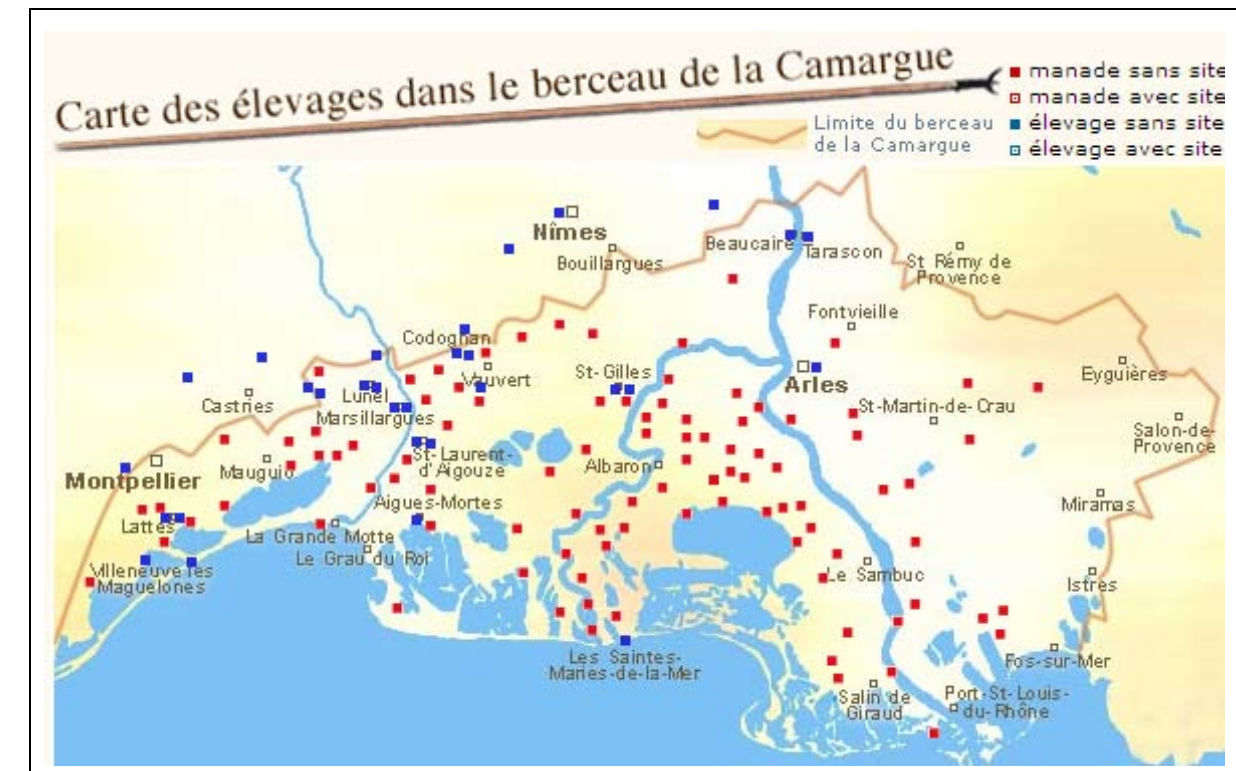 Carte des élevages dans le berceau de la Camargue
manade sans site
manade avec site
élevage sans site
élevage avec site
Limite du berceau
de la Camargue
Nîmes
Bouillargues
Beaucaire
Tarascon
St Rémy de
Provence
Fontvieille
Codognan
Vauvert
St-Gilles
Arles
Eyguières
Castries
Lunel
Marsillargues
St-Martin-de-Crau
Salon-de-
Provence
Montpellier
Mauguio
St-Laurent-
d'Aigouze
Albaron
Aigues-Mortes
Miramas
Lattes
La Grande Motte
Le Grau du Roi
Villeneuve les
Maguelones
Le Sambuc
Istres
Les Saintes-
Maries-de-la-Mer
Fos-sur-Mer
Salin de
Giraud
Port-St-Louis-
du-Rhône